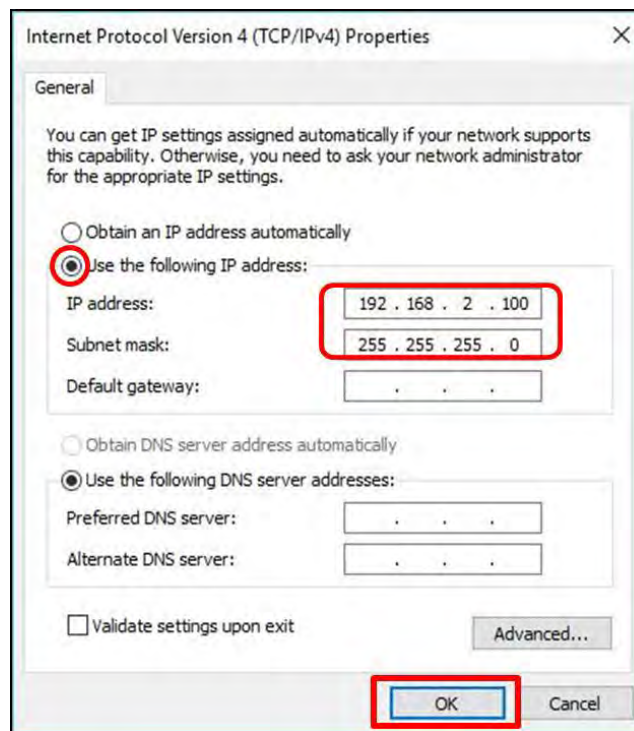 Internet Protocol Version 4 (TCP/IPv4) Properties
General
You can get IP settings assigned automatically if your network supports
this capability. Otherwise, you need to ask your network administrator
for the appropriate IP settings.
Obtain an IP address automatically
Use the following IP address:
IP address: 192 . 168 . 2 . 100
Subnet mask: 255 . 255 . 255 . 0
Default gateway: . . .
Obtain DNS server address automatically
Use the following DNS server addresses:
Preferred DNS server: . . .
Alternate DNS server: . . .
Validate settings upon exit
Advanced...
OK Cancel